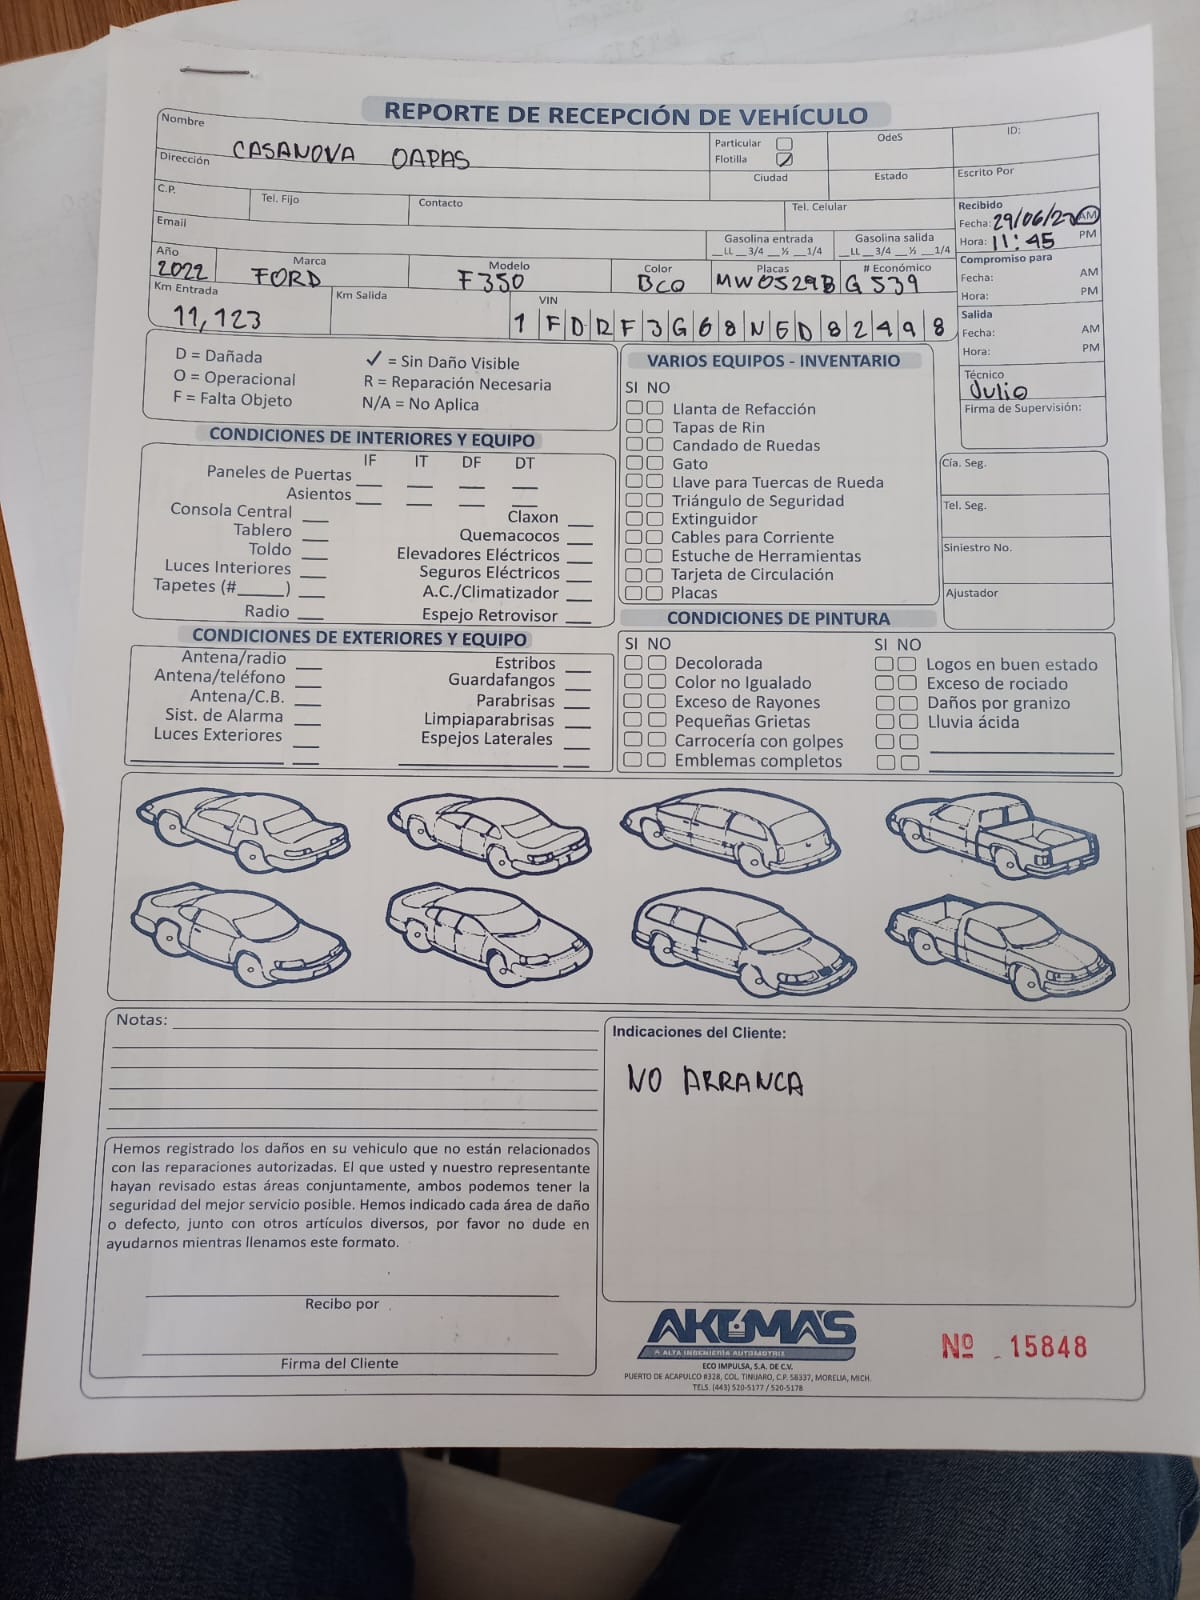 REPORTE DE RECEPCIÓN DE VEHÍCULO
Nombre
CASANOVA OAPAS
Particular
Flotilla
OdeS
ID:
Dirección
Ciudad
Estado
Escrito Por
C.P.
Tel. Fijo
Contacto
Tel. Celular
Recibido
Fecha: 29/06/22 AM
Hora: 11:45 PM
Email
Gasolina entrada
__LL __3/4 __½ __1/4
Gasolina salida
__LL __3/4 __½ __1/4
Año
2022
Marca
FORD
Modelo
F350
Color
BCO
Placas
MW0529B
# Económico
G539
Compromiso para
Fecha: AM
Hora: PM
Km Entrada
11,123
Km Salida
VIN
1FDRF3G68NED82498
Salida
Fecha: AM
Hora: PM
D = Dañada
O = Operacional
F = Falta Objeto
✓ = Sin Daño Visible
R = Reparación Necesaria
N/A = No Aplica
Técnico
Julio
Firma de Supervisión:
VARIOS EQUIPOS - INVENTARIO
SI NO
Llanta de Refacción
Tapas de Rin
Candado de Ruedas
Gato
Llave para Tuercas de Rueda
Triángulo de Seguridad
Extinguidor
Cables para Corriente
Estuche de Herramientas
Tarjeta de Circulación
Placas
Cía. Seg.
Tel. Seg.
Siniestro No.
Ajustador
CONDICIONES DE INTERIORES Y EQUIPO
IF IT DF DT
Paneles de Puertas
Asientos
Consola Central
Tablero
Toldo
Luces Interiores
Tapetes (#_____)
Radio
Claxon
Quemacocos
Elevadores Eléctricos
Seguros Eléctricos
A.C./Climatizador
Espejo Retrovisor
CONDICIONES DE EXTERIORES Y EQUIPO
Antena/radio
Antena/teléfono
Antena/C.B.
Sist. de Alarma
Luces Exteriores
Estribos
Guardafangos
Parabrisas
Limpiaparabrisas
Espejos Laterales
CONDICIONES DE PINTURA
SI NO
Decolorada
Color no Igualado
Exceso de Rayones
Pequeñas Grietas
Carrocería con golpes
Emblemas completos
SI NO
Logos en buen estado
Exceso de rociado
Daños por granizo
Lluvia ácida
Notas:
Indicaciones del Cliente:
NO ARRANCA
Hemos registrado los daños en su vehiculo que no están relacionados
con las reparaciones autorizadas. El que usted y nuestro representante
hayan revisado estas áreas conjuntamente, ambos podemos tener la
seguridad del mejor servicio posible. Hemos indicado cada área de daño
o defecto, junto con otros artículos diversos, por favor no dude en
ayudarnos mientras llenamos este formato.
Recibo por
Firma del Cliente
AKUMAS
A ALTA INGENIERÍA AUTOMOTRIZ
ECO IMPULSA, S.A. DE C.V.
PUERTO DE ACAPULCO #328, COL. TINIJARO, C.P. 58337, MORELIA, MICH.
TELS. (443) 520-5177 / 520-5178
Nº 15848